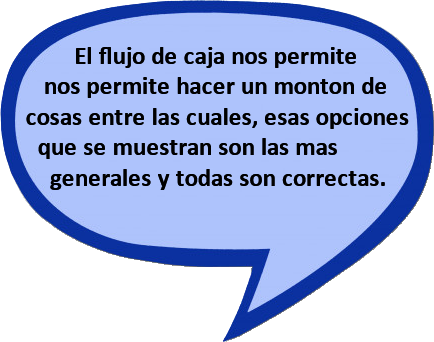 El flujo de caja nos permite
nos permite hacer un monton de
cosas entre las cuales, esas opciones
que se muestran son las mas
generales y todas son correctas.